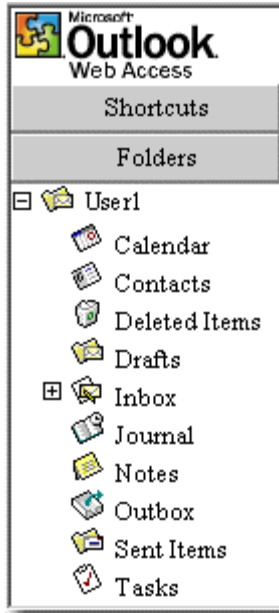 Microsoft
Outlook
Web Access
Shortcuts
Folders
User1
Calendar
Contacts
Deleted Items
Drafts
Inbox
Journal
Notes
Outbox
Sent Items
Tasks